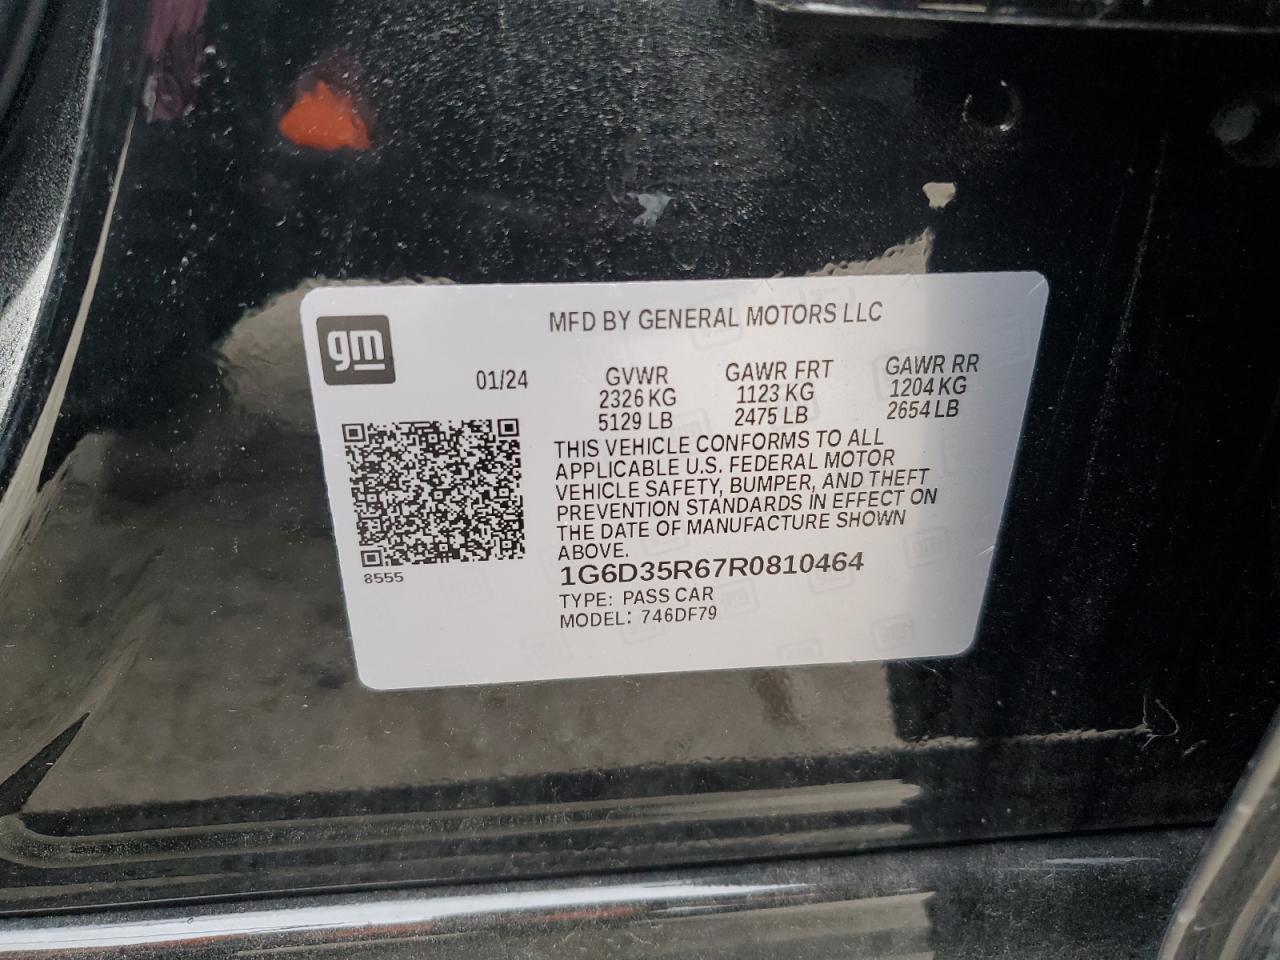 gm
MFD BY GENERAL MOTORS LLC
01/24
GVWR
2326 KG
5129 LB
GAWR FRT
1123 KG
2475 LB
GAWR RR
1204 KG
2654 LB
THIS VEHICLE CONFORMS TO ALL
APPLICABLE U.S. FEDERAL MOTOR
VEHICLE SAFETY, BUMPER, AND THEFT
PREVENTION STANDARDS IN EFFECT ON
THE DATE OF MANUFACTURE SHOWN
ABOVE.
8555
1G6D35R67R0810464
TYPE: PASS CAR
MODEL: 746DF79